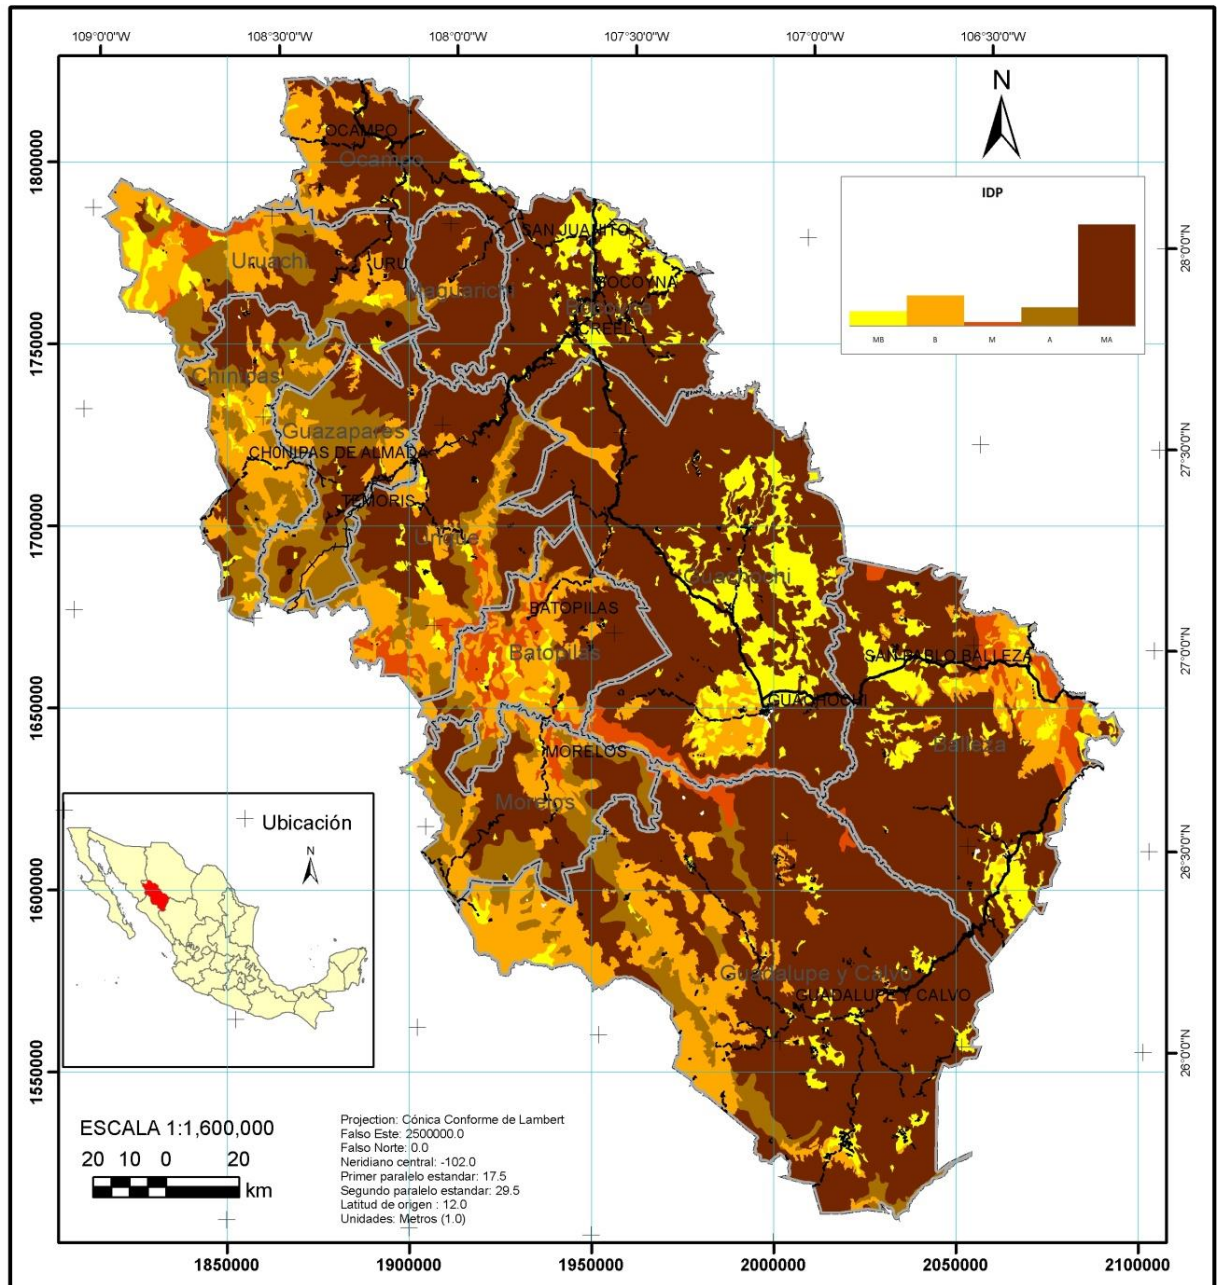 109°0'0"W 108°30'0"W 108°0'0"W 107°30'0"W 107°0'0"W 106°30'0"W
N
IDP
MB B M A MA
1800000
1750000
1700000
1650000
1600000
1550000
28°0'0"N
27°30'0"N
27°0'0"N
26°30'0"N
26°0'0"N
OCAMPO
Ocampo
SAN JUANITO
Uruachi
URU
Maguarichi
BOCOYNA
Bocoyna
CREEL
Chinipas
Guazapares
CH0NIPAS DE ALMADA
TEMORIS
Urique
Guachochi
BATOPILAS
Batopilas
SAN PABLO BALLEZA
GUACHOCHI
MORELOS
Balleza
Morelos
Guadalupe y Calvo
GUADALUPE Y CALVO
Ubicación
N
ESCALA 1:1,600,000
20 10 0 20
km
Projection: Cónica Conforme de Lambert
Falso Este: 2500000.0
Falso Norte: 0.0
Neridiano central: -102.0
Primer paralelo estandar: 17.5
Segundo paralelo estandar: 29.5
Latitud de origen : 12.0
Unidades: Metros (1.0)
1850000 1900000 1950000 2000000 2050000 2100000